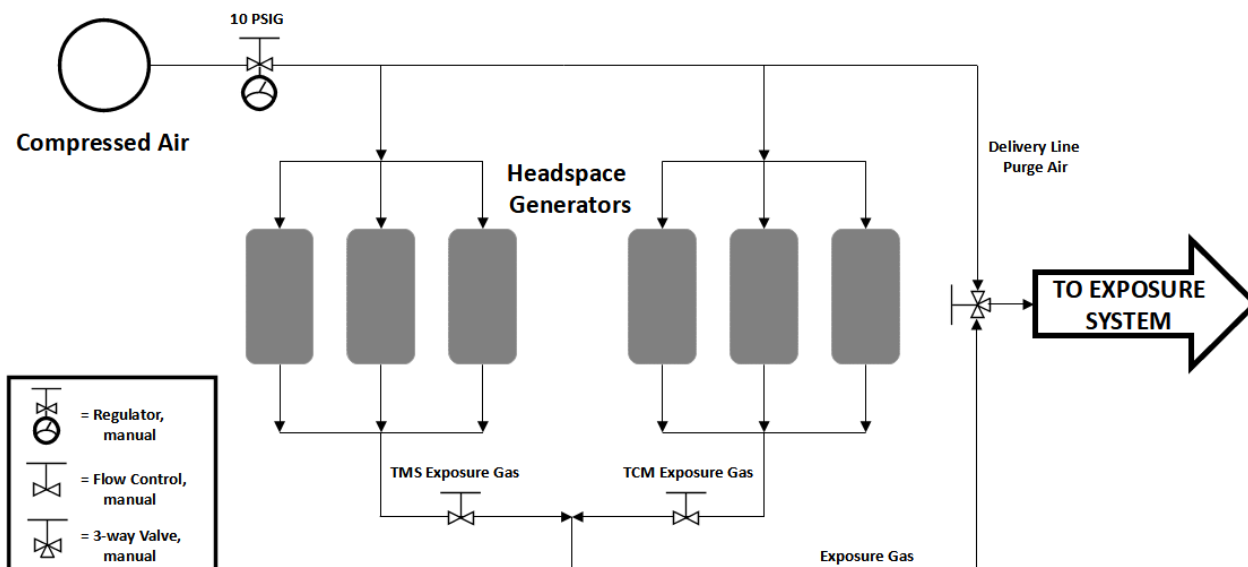 10 PSIG
Compressed Air
Headspace
Generators
Delivery Line
Purge Air
TO EXPOSURE
SYSTEM
TMS Exposure Gas
TCM Exposure Gas
= Regulator,
manual
= Flow Control,
manual
= 3-way Valve,
manual
Exposure Gas